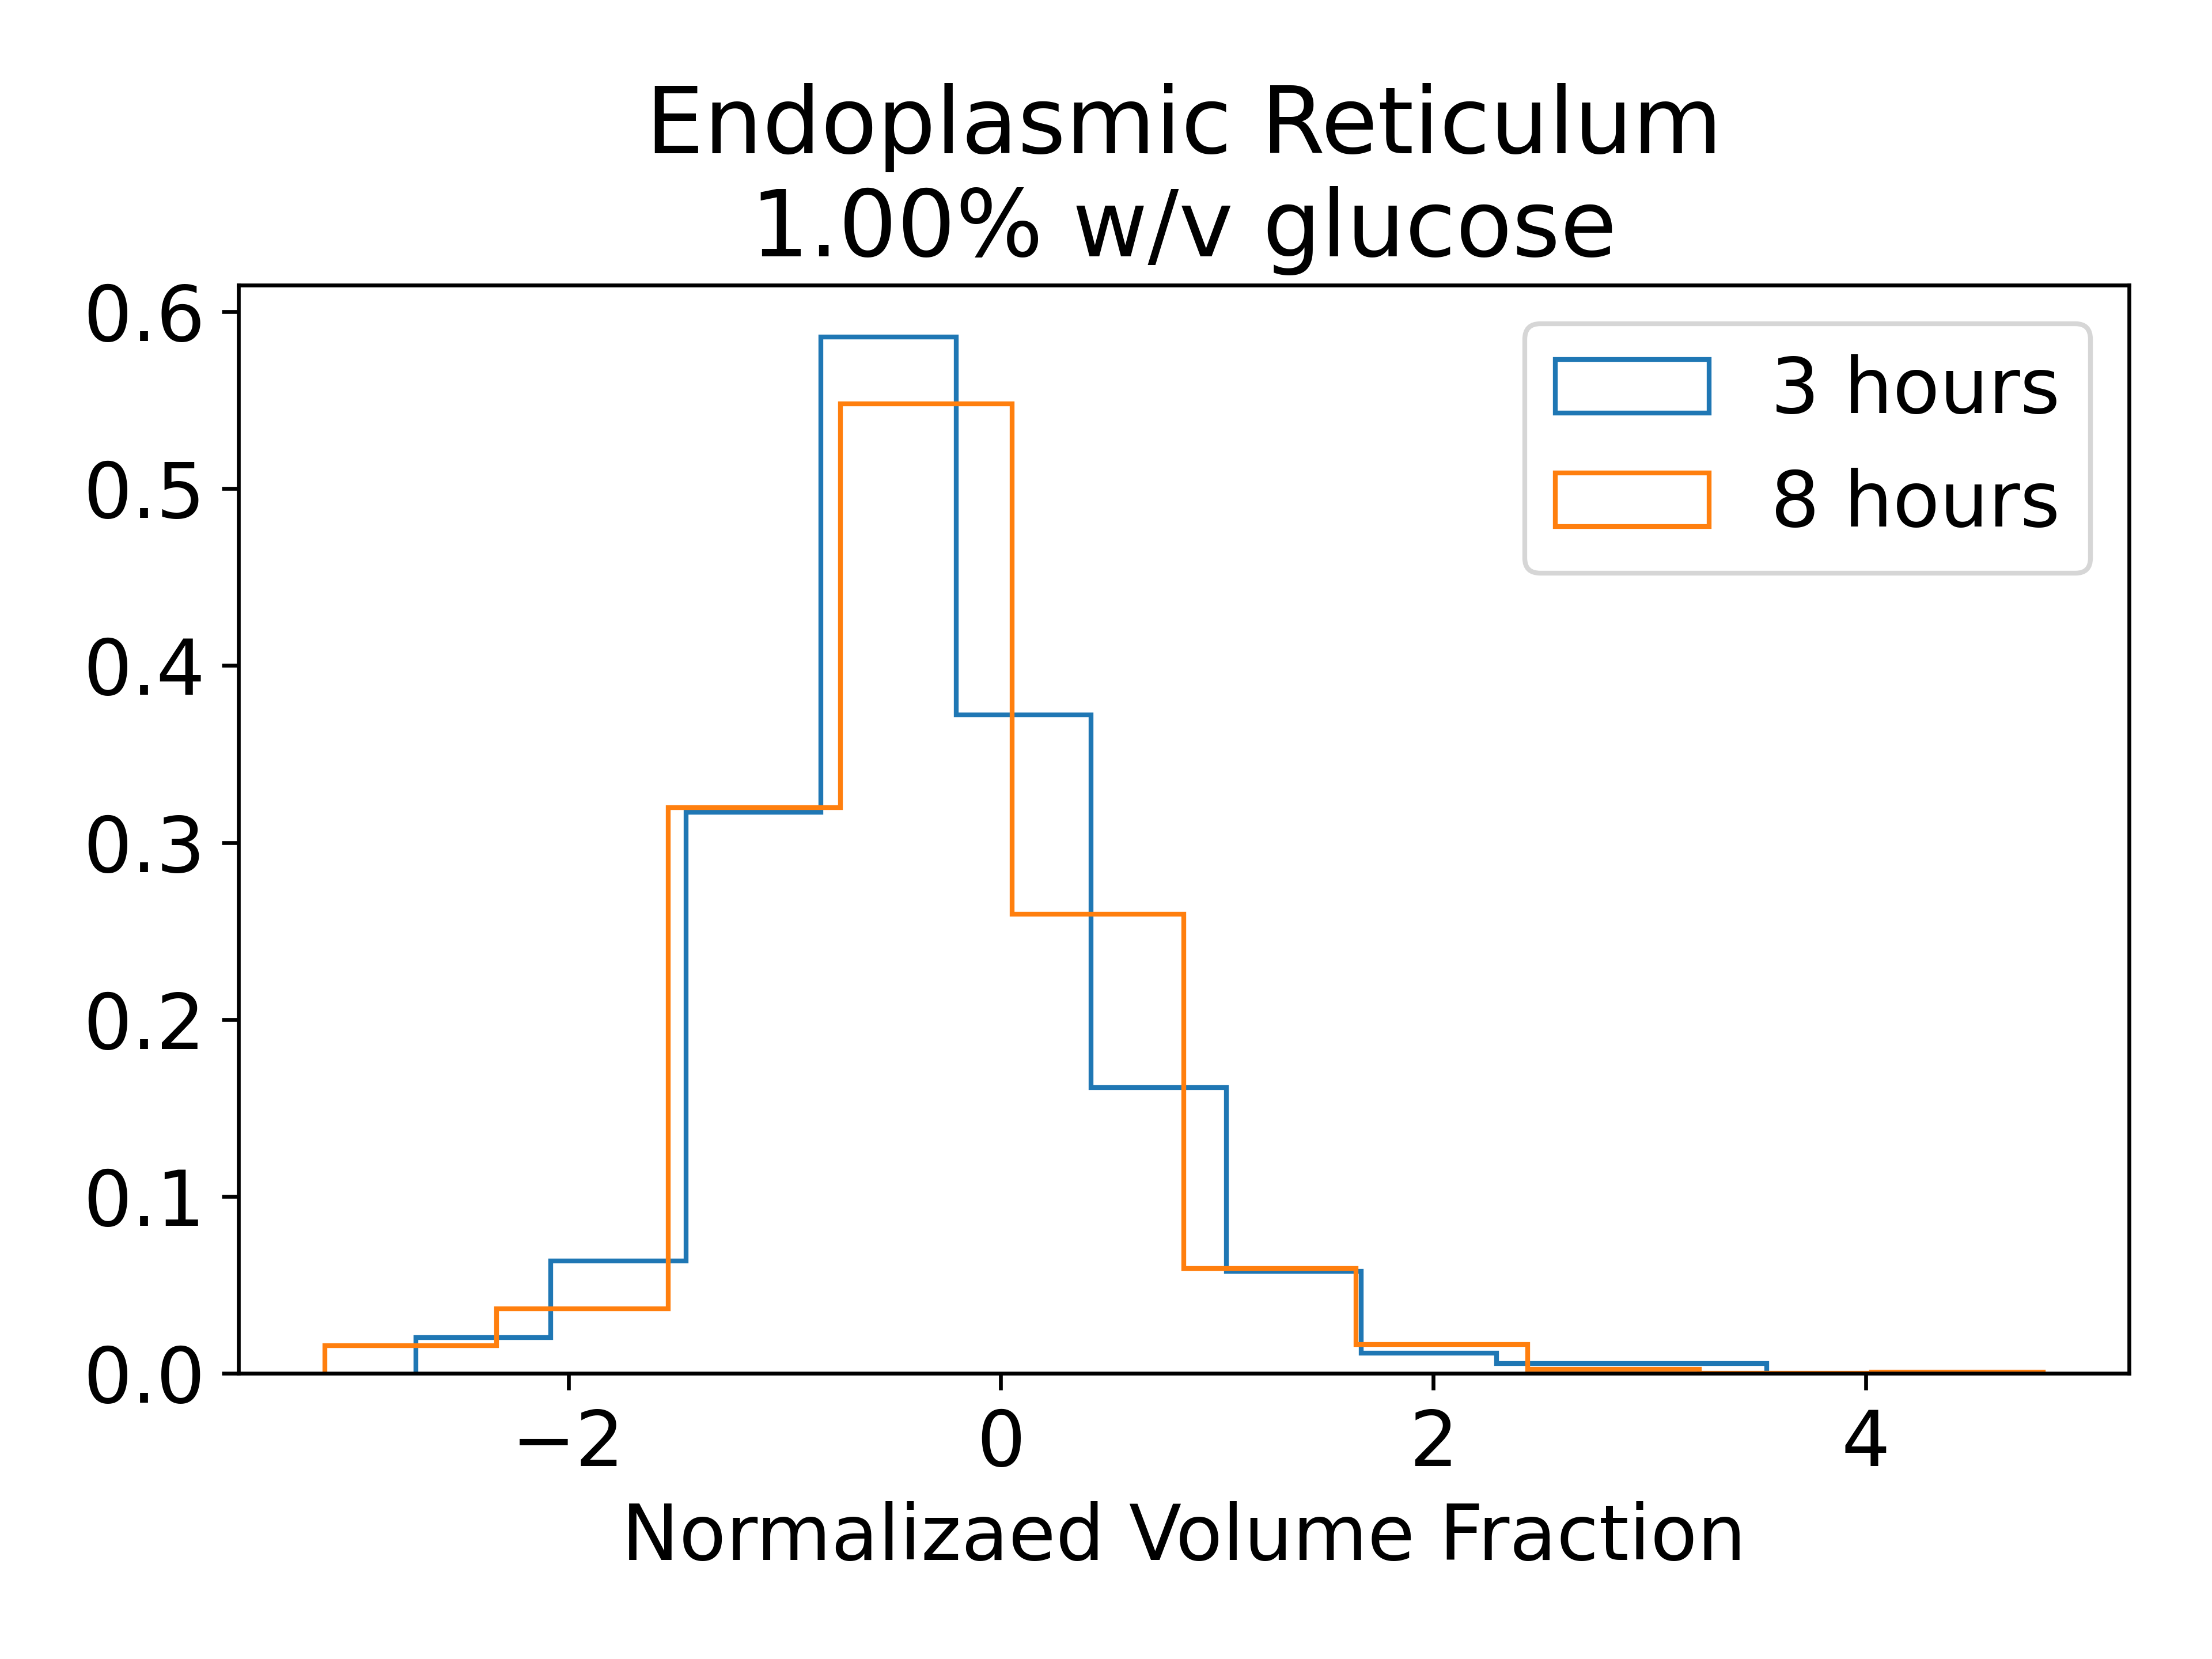 Endoplasmic Reticulum
1.00% w/v glucose
0.6
0.5
0.4
0.3
0.2
0.1
0.0
3 hours
8 hours
−2 0 2 4
Normalizaed Volume Fraction